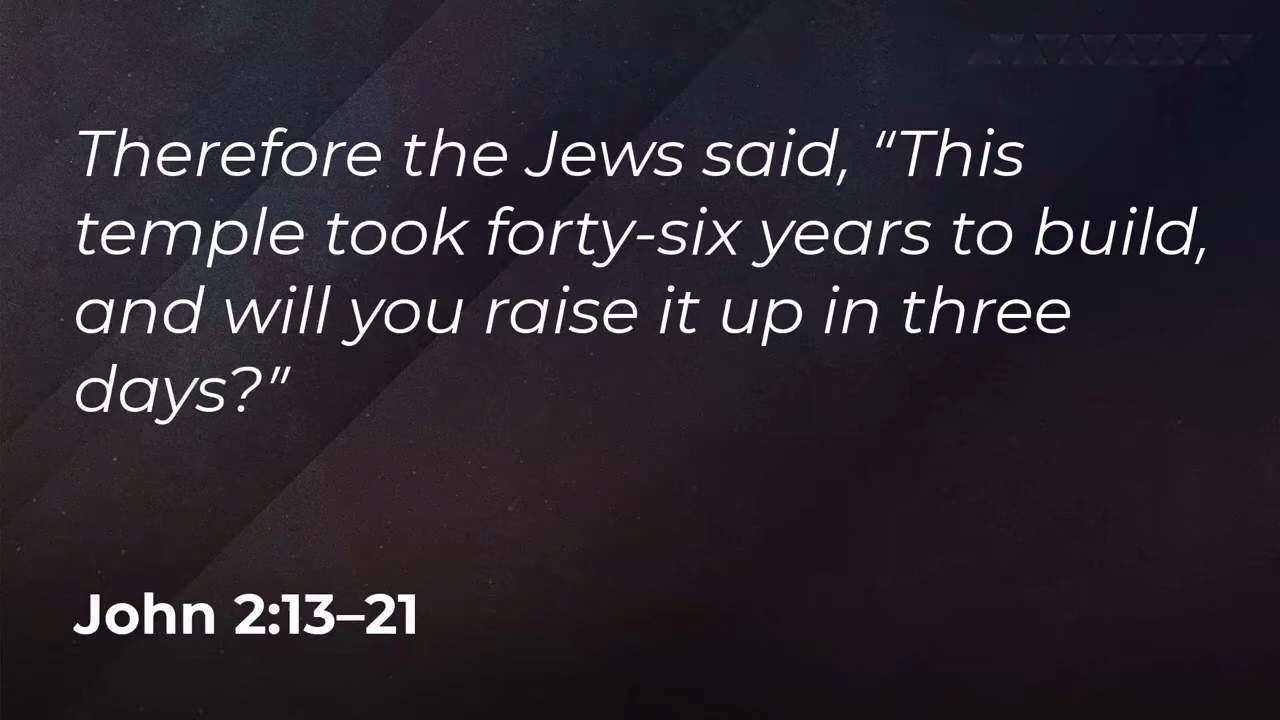 Therefore the Jews said, “This
temple took forty-six years to build,
and will you raise it up in three
days?”
John 2:13–21